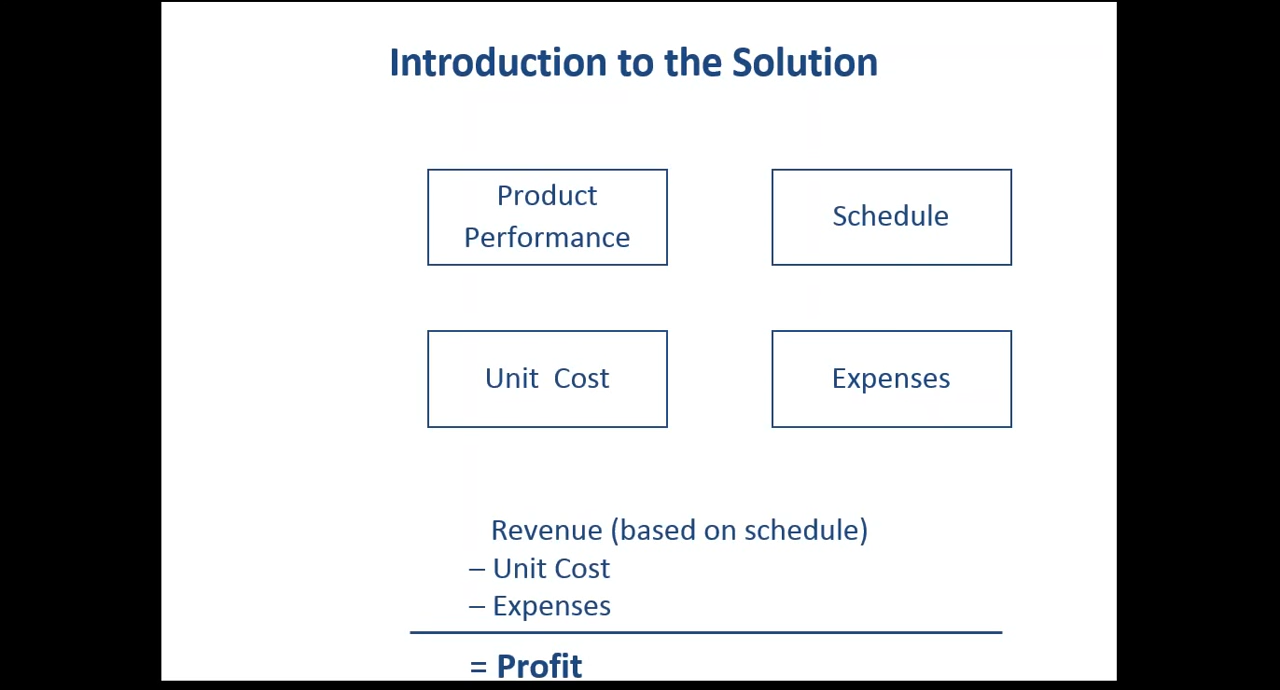 Introduction to the Solution
Product
Performance
Schedule
Unit  Cost
Expenses
Revenue (based on schedule)
– Unit Cost
– Expenses
= Profit